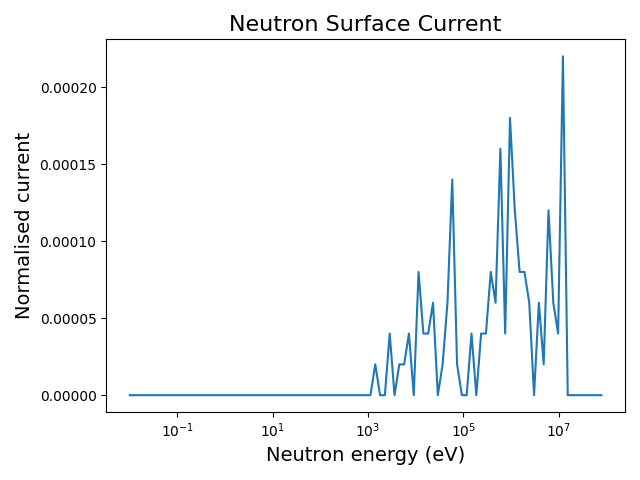 Neutron Surface Current
Normalised current
0.00020
0.00015
0.00010
0.00005
0.00000
10⁻¹ 10¹ 10³ 10⁵ 10⁷
Neutron energy (eV)